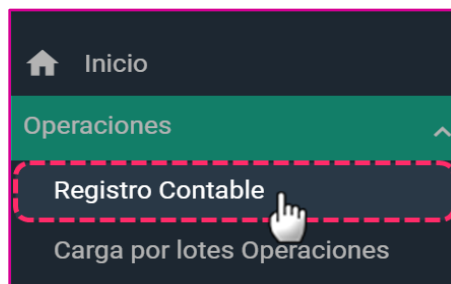 Inicio
Operaciones
Registro Contable
Carga por lotes Operaciones